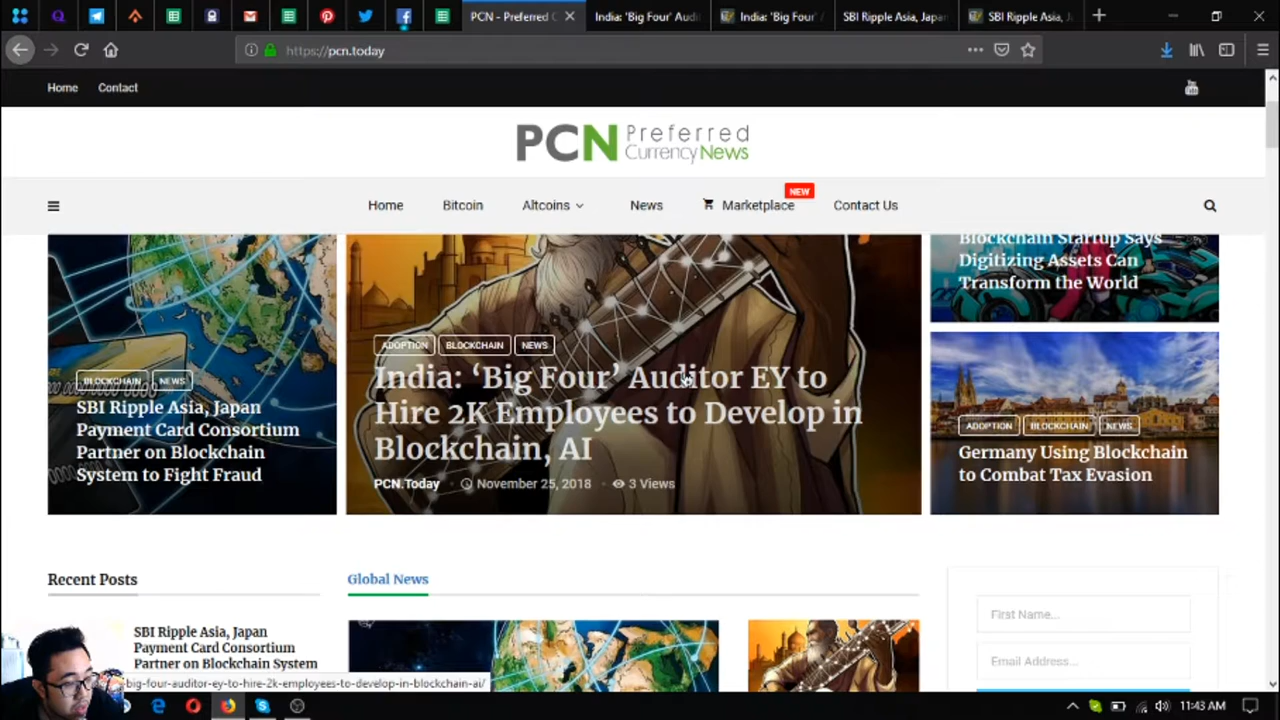 PCN - Preferred C
India: 'Big Four' Audi
India: 'Big Four'
SBI Ripple Asia, Japan
SBI Ripple Asia, J
https://pcn.today
Home
Contact
PCN Preferred
Currency News
NEW
Home
Bitcoin
Altcoins
News
Marketplace
Contact Us
BLOCKCHAIN
NEWS
SBI Ripple Asia, Japan
Payment Card Consortium
Partner on Blockchain
System to Fight Fraud
ADOPTION
BLOCKCHAIN
NEWS
India: ‘Big Four’ Auditor EY to
Hire 2K Employees to Develop in
Blockchain, AI
PCN.Today
November 25, 2018
3 Views
Blockchain Startup Says
Digitizing Assets Can
Transform the World
ADOPTION
BLOCKCHAIN
NEWS
Germany Using Blockchain
to Combat Tax Evasion
Recent Posts
SBI Ripple Asia, Japan
Payment Card Consortium
Partner on Blockchain System
Global News
First Name...
Email Address...
big-four-auditor-ey-to-hire-2k-employees-to-develop-in-blockchain-ai/
11:43 AM